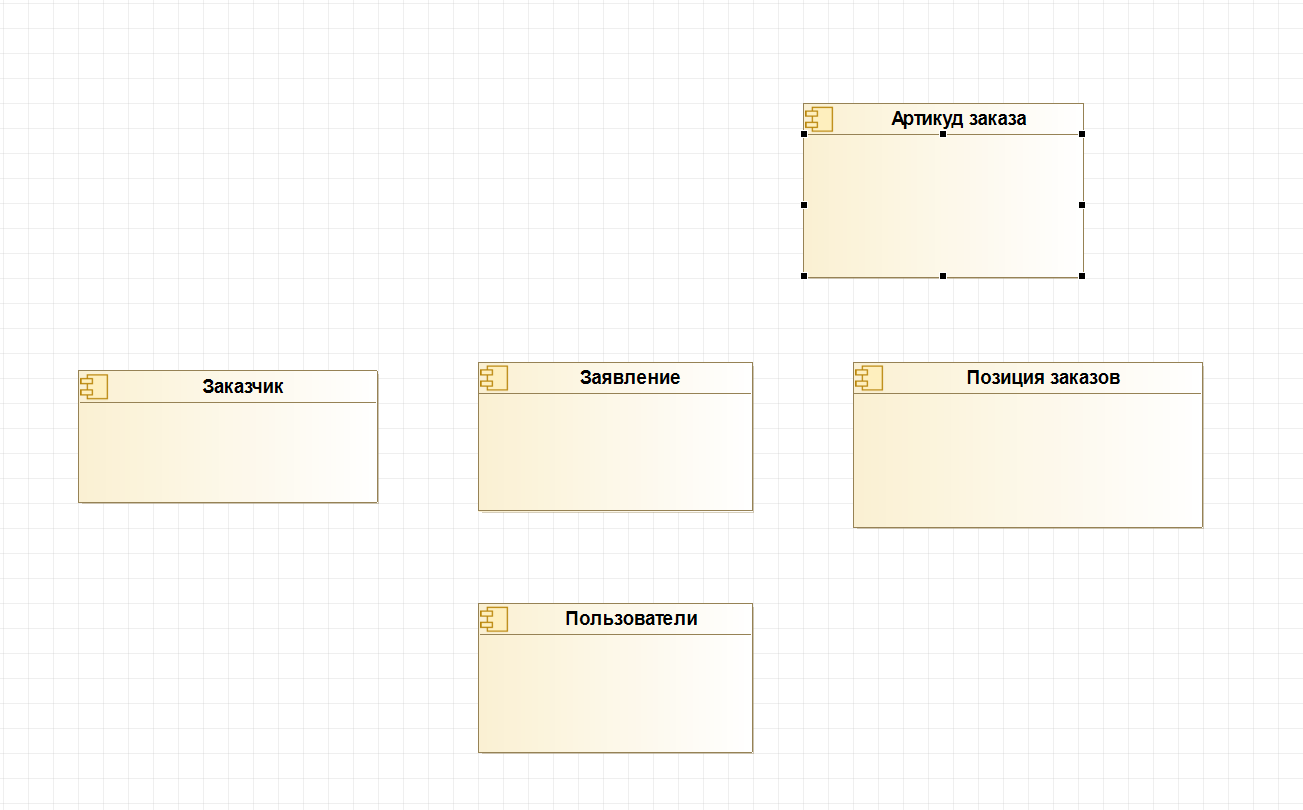 Артикуд заказа
Заказчик
Заявление
Позиция заказов
Пользователи